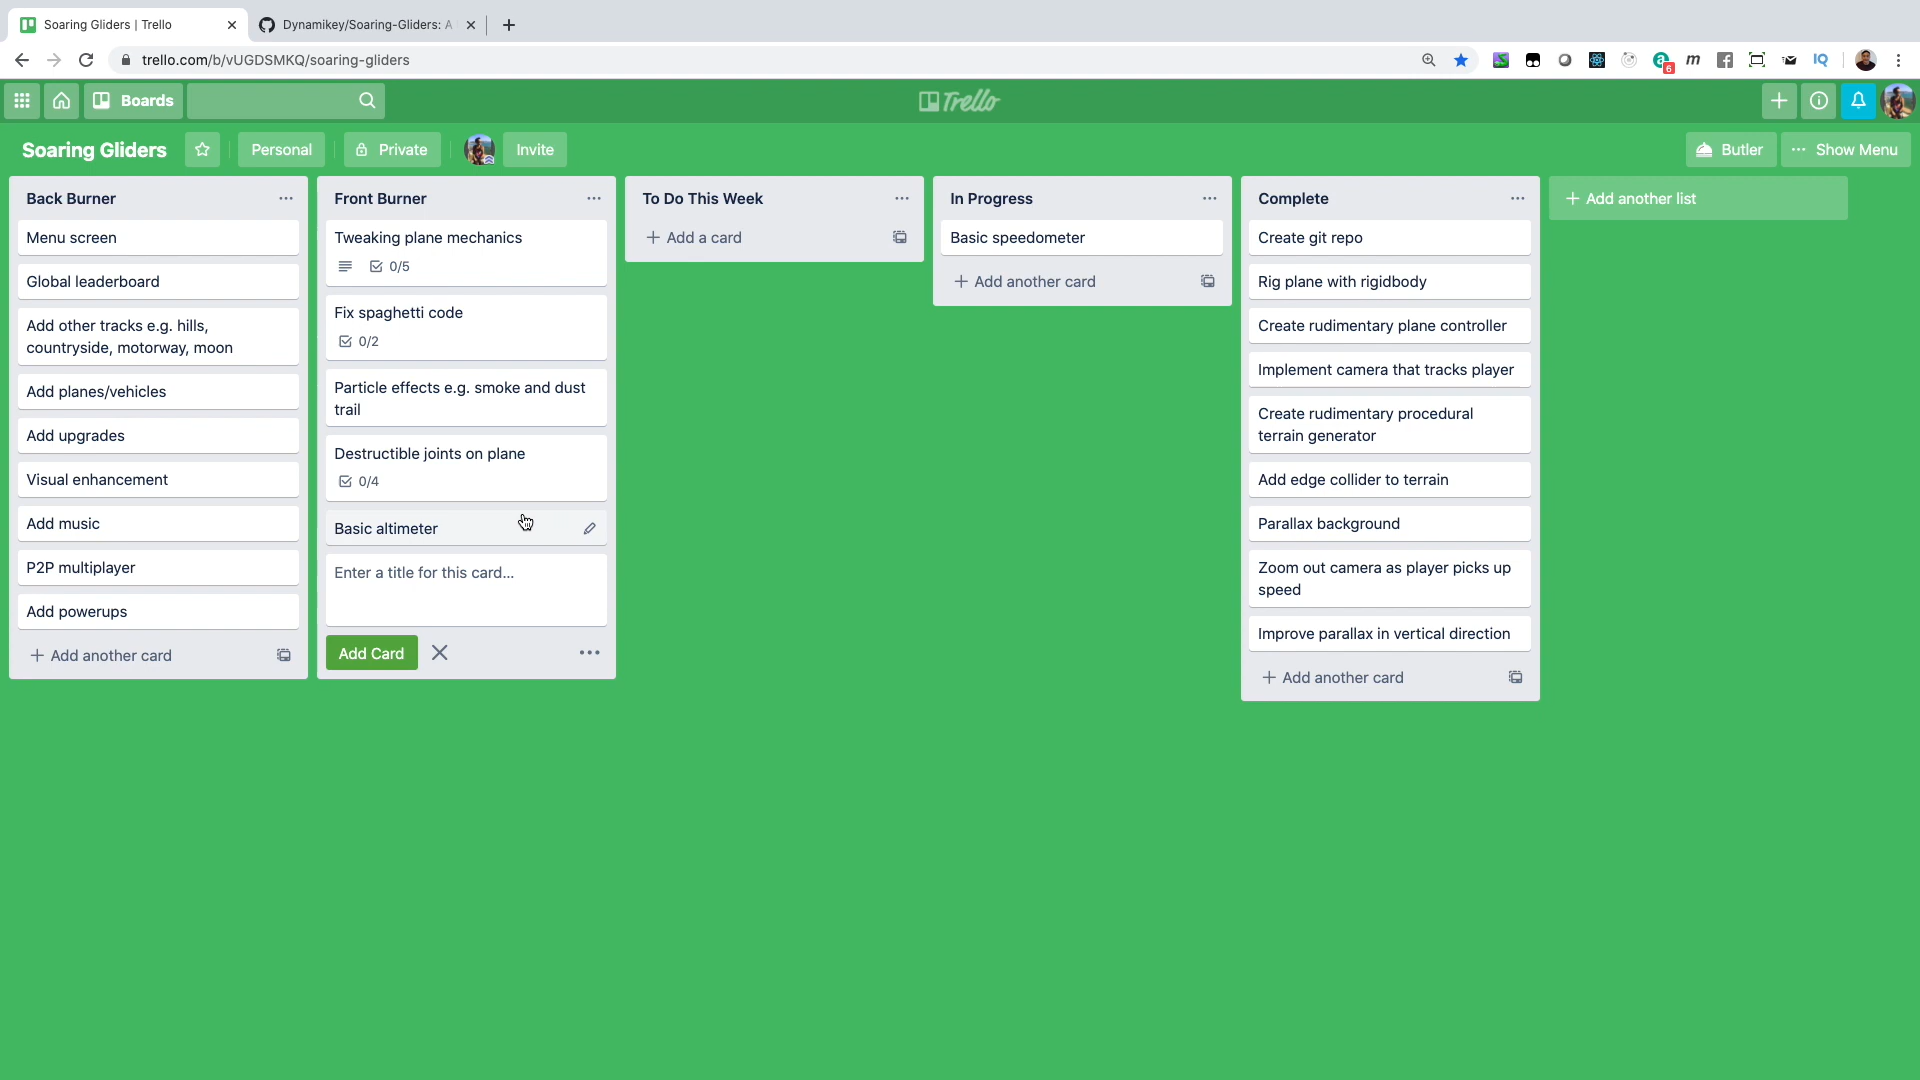 Soaring Gliders | Trello
Dynamikey/Soaring-Gliders: A
trello.com/b/vUGDSMKQ/soaring-gliders
6
m
IQ
Boards
Trello
Soaring Gliders
Personal
Private
Invite
Butler
Show Menu
Back Burner
Menu screen
Global leaderboard
Add other tracks e.g. hills,
countryside, motorway, moon
Add planes/vehicles
Add upgrades
Visual enhancement
Add music
P2P multiplayer
Add powerups
Add another card
Front Burner
Tweaking plane mechanics
0/5
Fix spaghetti code
0/2
Particle effects e.g. smoke and dust
trail
Destructible joints on plane
0/4
Basic altimeter
Enter a title for this card...
Add Card
To Do This Week
Add a card
In Progress
Basic speedometer
Add another card
Complete
Create git repo
Rig plane with rigidbody
Create rudimentary plane controller
Implement camera that tracks player
Create rudimentary procedural
terrain generator
Add edge collider to terrain
Parallax background
Zoom out camera as player picks up
speed
Improve parallax in vertical direction
Add another card
Add another list